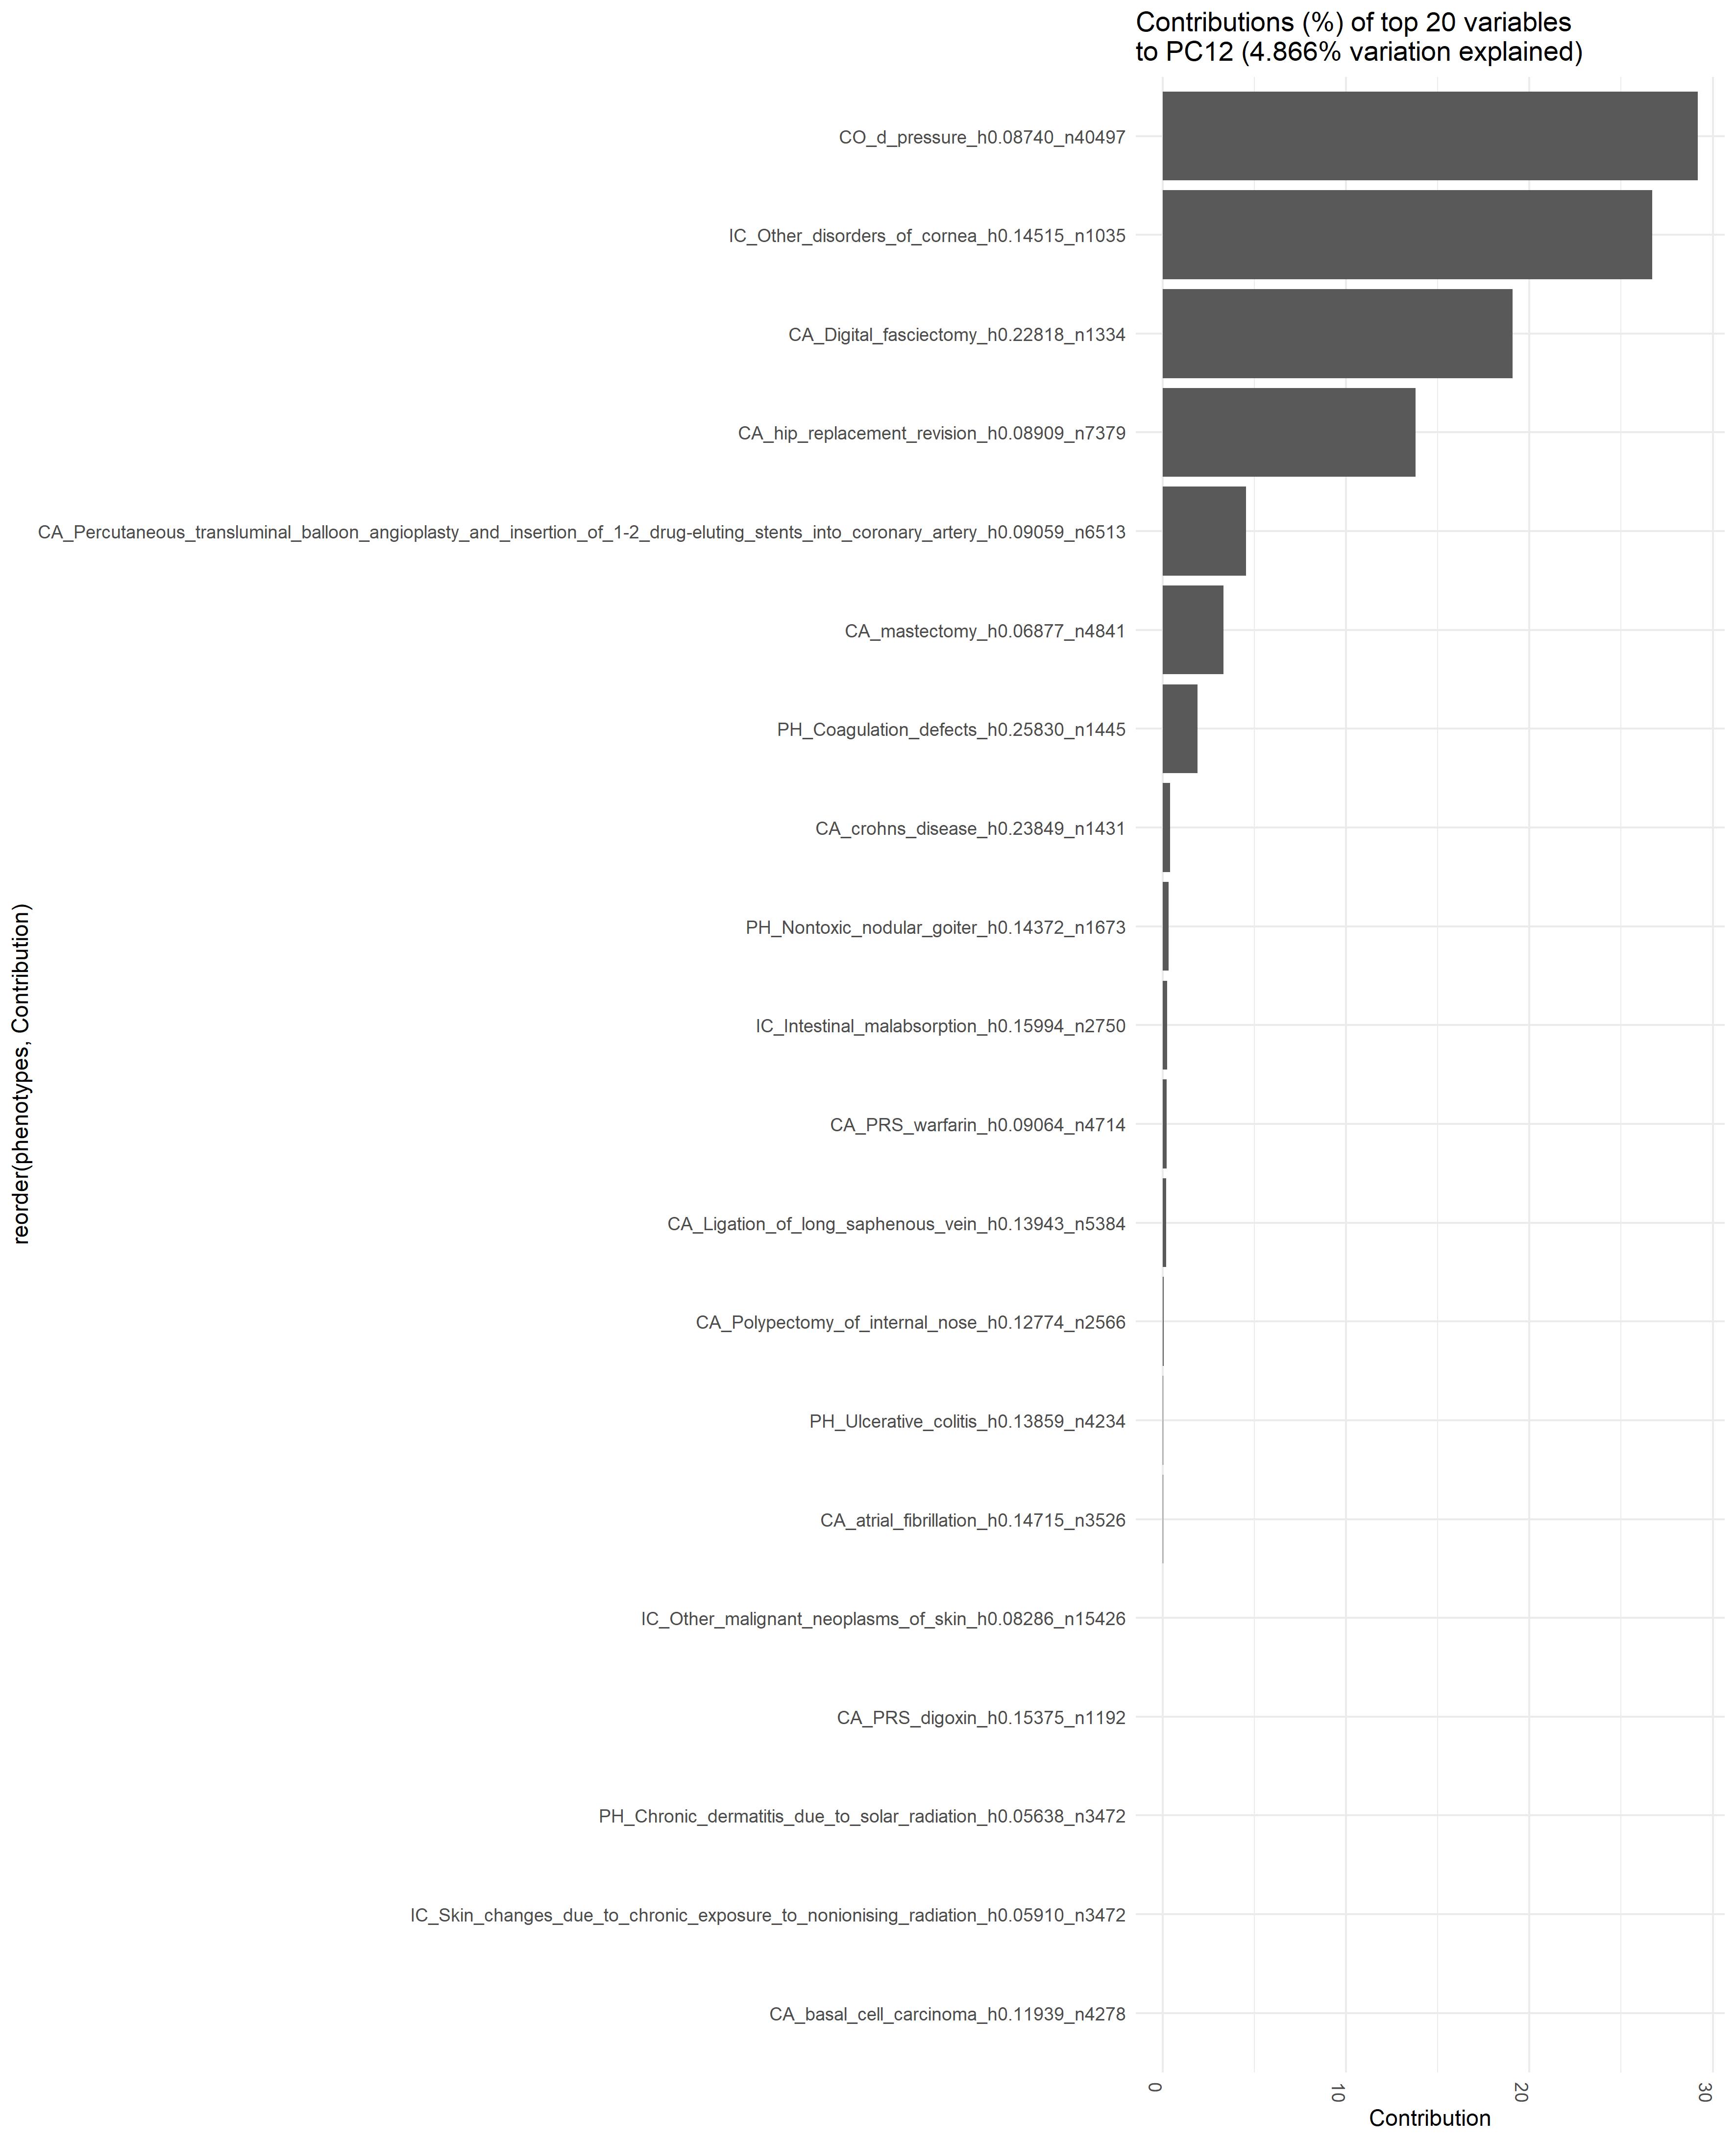 Contributions (%) of top 20 variables
to PC12 (4.866% variation explained)
CO_d_pressure_h0.08740_n40497
IC_Other_disorders_of_cornea_h0.14515_n1035
CA_Digital_fasciectomy_h0.22818_n1334
CA_hip_replacement_revision_h0.08909_n7379
CA_Percutaneous_transluminal_balloon_angioplasty_and_insertion_of_1-2_drug-eluting_stents_into_coronary_artery_h0.09059_n6513
CA_mastectomy_h0.06877_n4841
PH_Coagulation_defects_h0.25830_n1445
CA_crohns_disease_h0.23849_n1431
PH_Nontoxic_nodular_goiter_h0.14372_n1673
IC_Intestinal_malabsorption_h0.15994_n2750
CA_PRS_warfarin_h0.09064_n4714
CA_Ligation_of_long_saphenous_vein_h0.13943_n5384
CA_Polypectomy_of_internal_nose_h0.12774_n2566
PH_Ulcerative_colitis_h0.13859_n4234
CA_atrial_fibrillation_h0.14715_n3526
IC_Other_malignant_neoplasms_of_skin_h0.08286_n15426
CA_PRS_digoxin_h0.15375_n1192
PH_Chronic_dermatitis_due_to_solar_radiation_h0.05638_n3472
IC_Skin_changes_due_to_chronic_exposure_to_nonionising_radiation_h0.05910_n3472
CA_basal_cell_carcinoma_h0.11939_n4278
reorder(phenotypes, Contribution)
0
10
20
30
Contribution